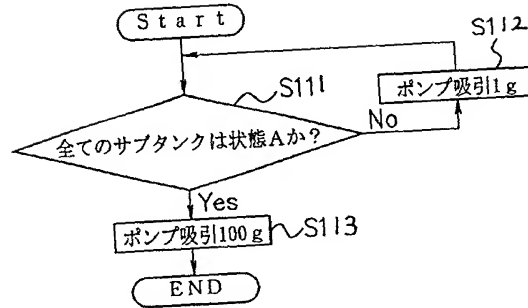 Start
S112
ポンプ吸引1g
S111
No
全てのサブタンクは状態Aか?
Yes
ポンプ吸引100g
S113
END